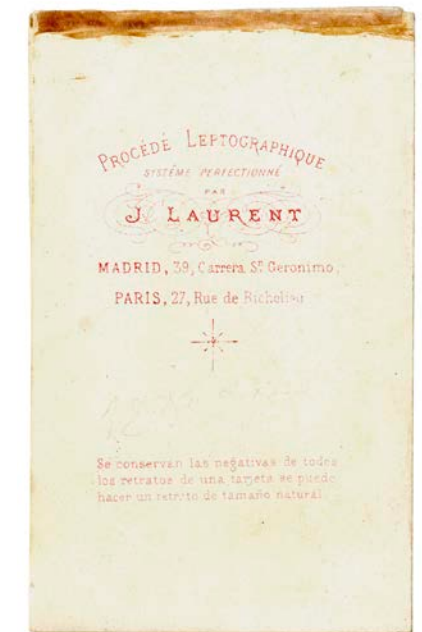 PROCÉDÉ LEPTOGRAPHIQUE
SYSTÉME PERFECTIONNÉ
PAR
J. LAURENT
MADRID, 39, Carrera Sn. Geronimo,
PARIS, 27, Rue de Richelieu
Se conservan las negativas de todos
los retratos de una tarjeta se puede
hacer un retrato de tamaño natural